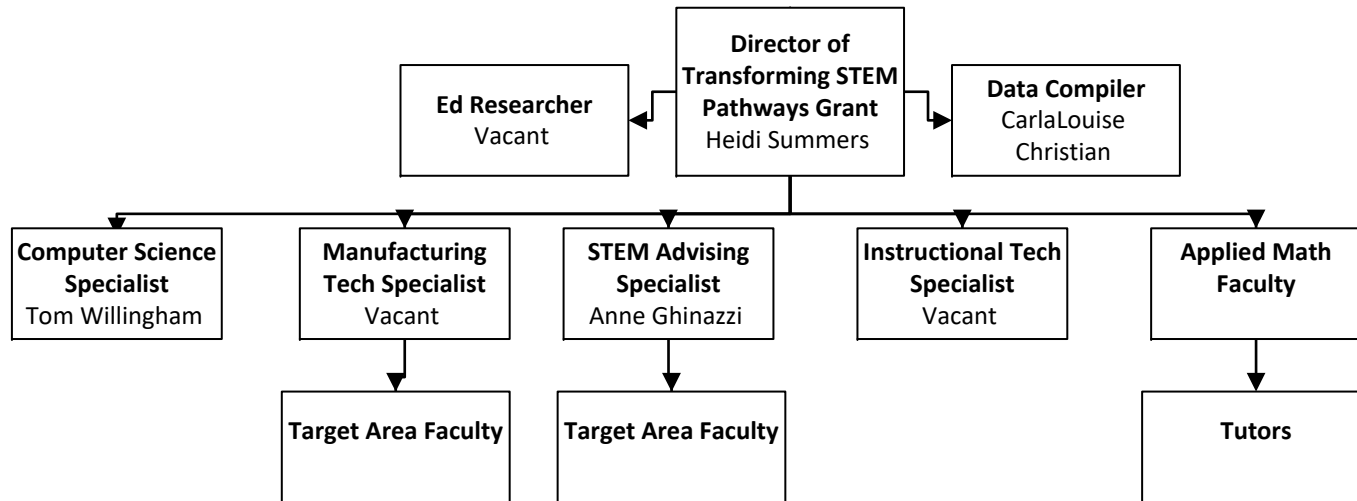 Director of
Transforming STEM
Pathways Grant
Heidi Summers
Ed Researcher
Vacant
Data Compiler
CarlaLouise
Christian
Computer Science
Specialist
Tom Willingham
Manufacturing
Tech Specialist
Vacant
STEM Advising
Specialist
Anne Ghinazzi
Instructional Tech
Specialist
Vacant
Applied Math
Faculty
Target Area Faculty
Target Area Faculty
Tutors